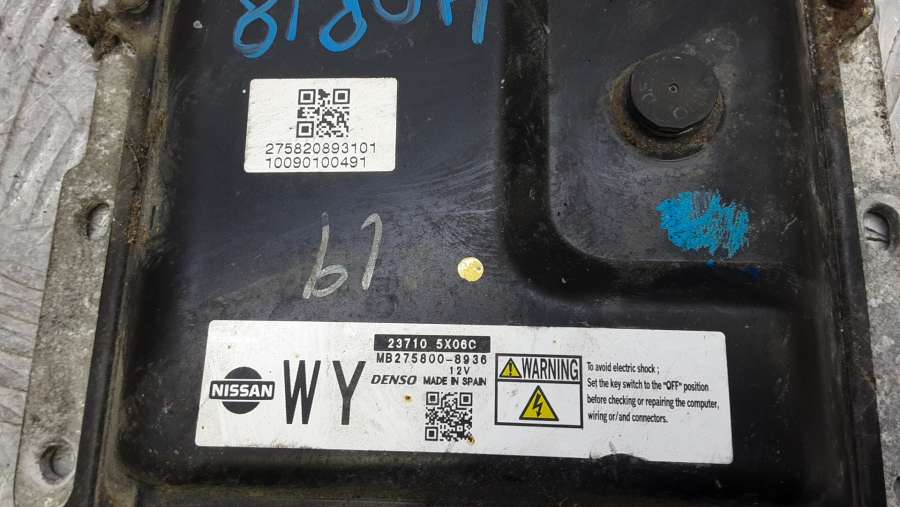 275820893101
10090100491
NISSAN
WY
23710 5X06C
MB275800-8936
12V
DENSO MADE IN SPAIN
WARNING
To avoid electric shock ;
Set the key switch to the "OFF" position
before checking or repairing the computer,
wiring or/and connectors.